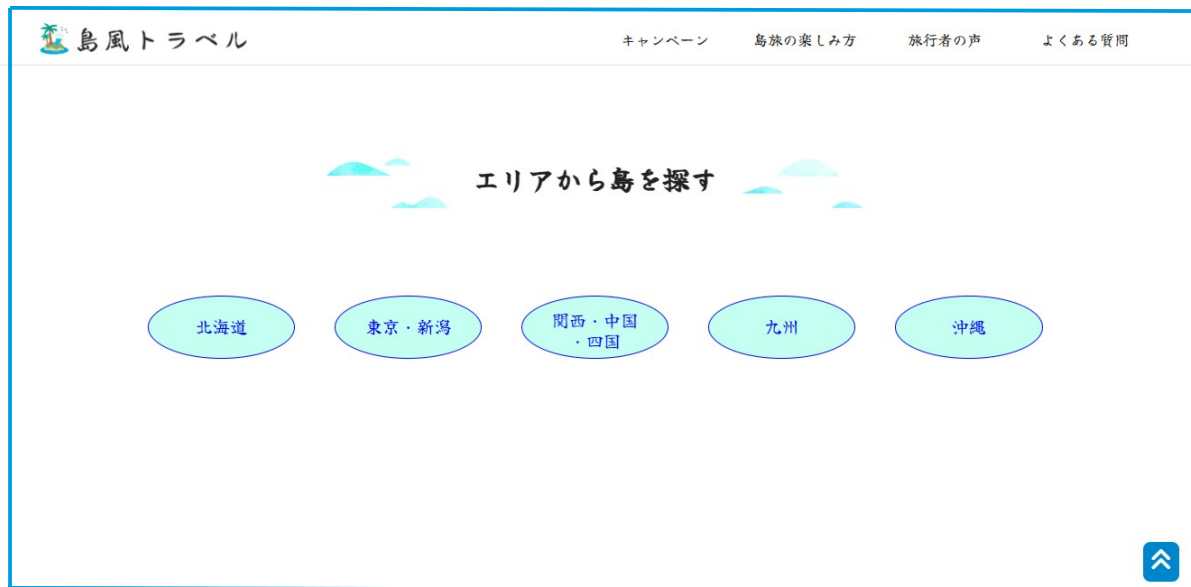 島風トラベル
キャンペーン
島旅の楽しみ方
旅行者の声
よくある質問
エリアから島を探す
北海道
東京・新潟
関西・中国
・四国
九州
沖縄